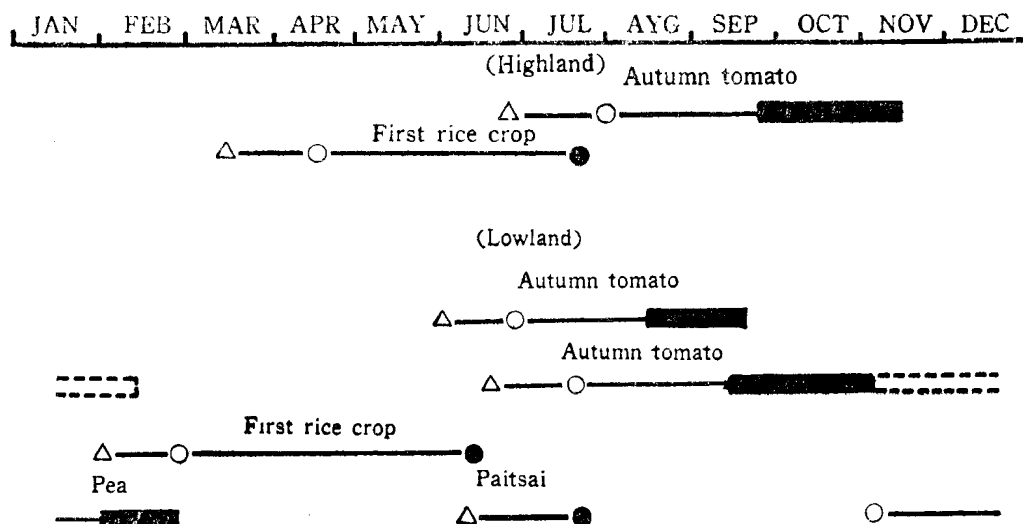 JAN FEB MAR APR MAY JUN JUL AYG SEP OCT NOV DEC
(Highland)
Autumn tomato
First rice crop
(Lowland)
Autumn tomato
Autumn tomato
First rice crop
Pea Paitsai